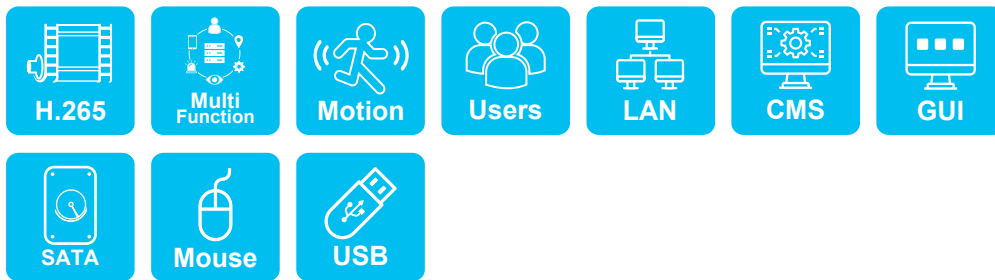 H.265
Multi
Function
Motion
Users
LAN
CMS
GUI
SATA
Mouse
USB